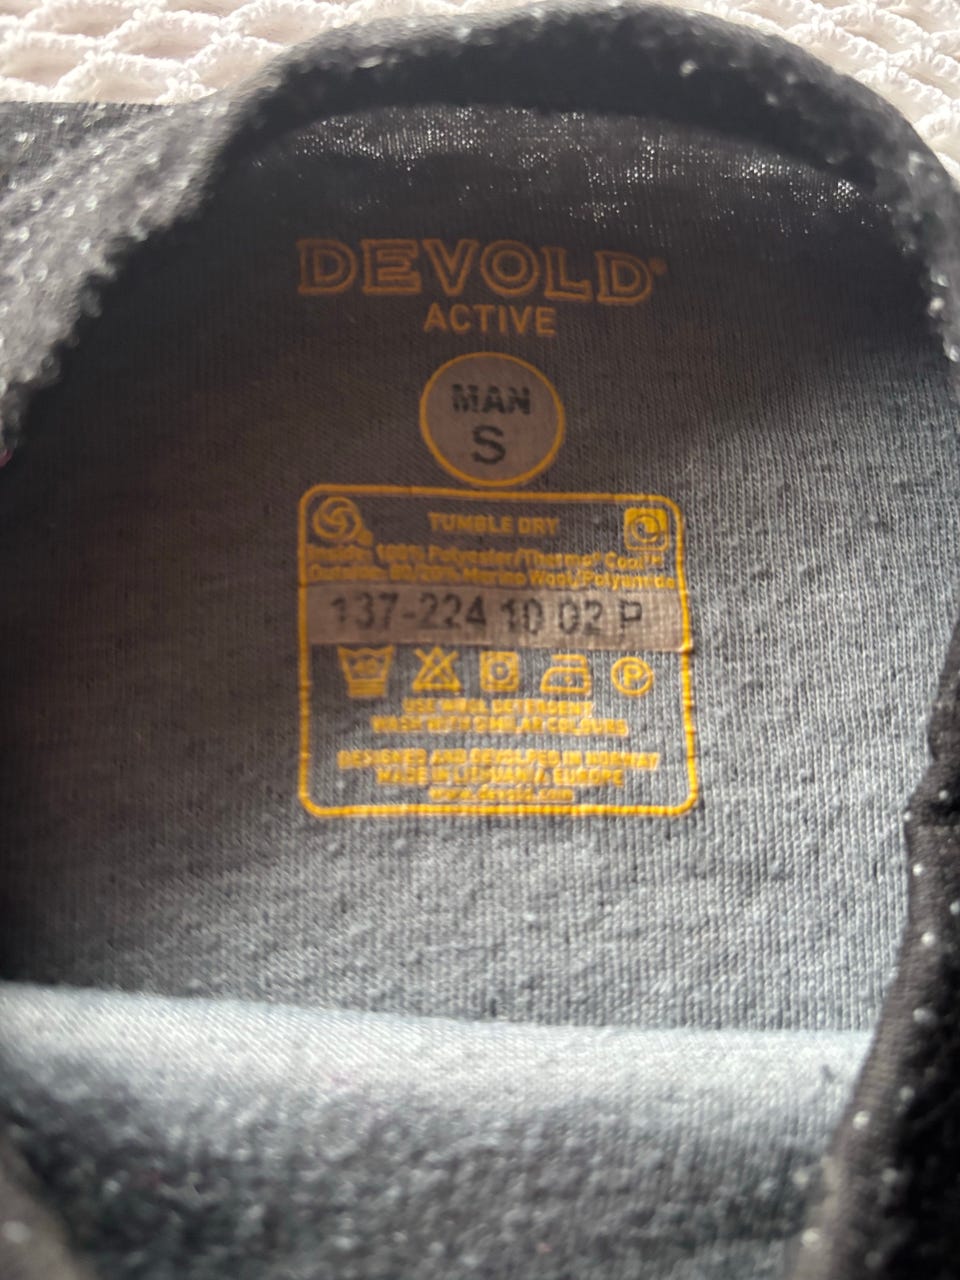 DEVOLD®
ACTIVE
MAN
S
TUMBLE DRY
Inside: 100% Polyester/Thermo°Cool™
Outside: 80/20% Merino Wool/Polyamide
137-224 10 02 P
P
USE WOOL DETERGENT
WASH WITH SIMILAR COLOURS
DESIGNED AND DEVOLPED IN NORWAY
MADE IN LITHUANIA EUROPE
www.devold.com